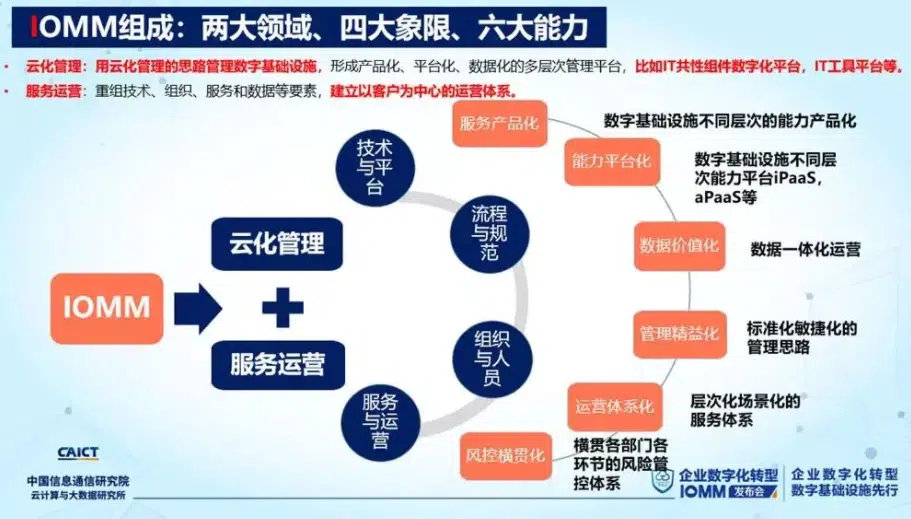 IOMM组成：两大领域、四大象限、六大能力
• 云化管理：用云化管理的思路管理数字基础设施，形成产品化、平台化、数据化的多层次管理平台，比如IT共性组件数字化平台，IT工具平台等。
• 服务运营：重组技术、组织、服务和数据等要素，建立以客户为中心的运营体系。
服务产品化
数字基础设施不同层次的能力产品化
技术
与平
台
能力平台化
数字基础设施不同层
次能力平台iPaaS，
aPaaS等
流程
与规
范
云化管理
数据价值化
数据一体化运营
IOMM
管理精益化
标准化敏捷化的
管理思路
组织
与人
员
服务运营
服务
与运
营
运营体系化
层次化场景化的
服务体系
风控横贯化
横贯各部门各
环节的风险管
控体系
CAICT
中国信息通信研究院
云计算与大数据研究所
企业数字化转型
IOMM 发布会
企业数字化转型
数字基础设施先行